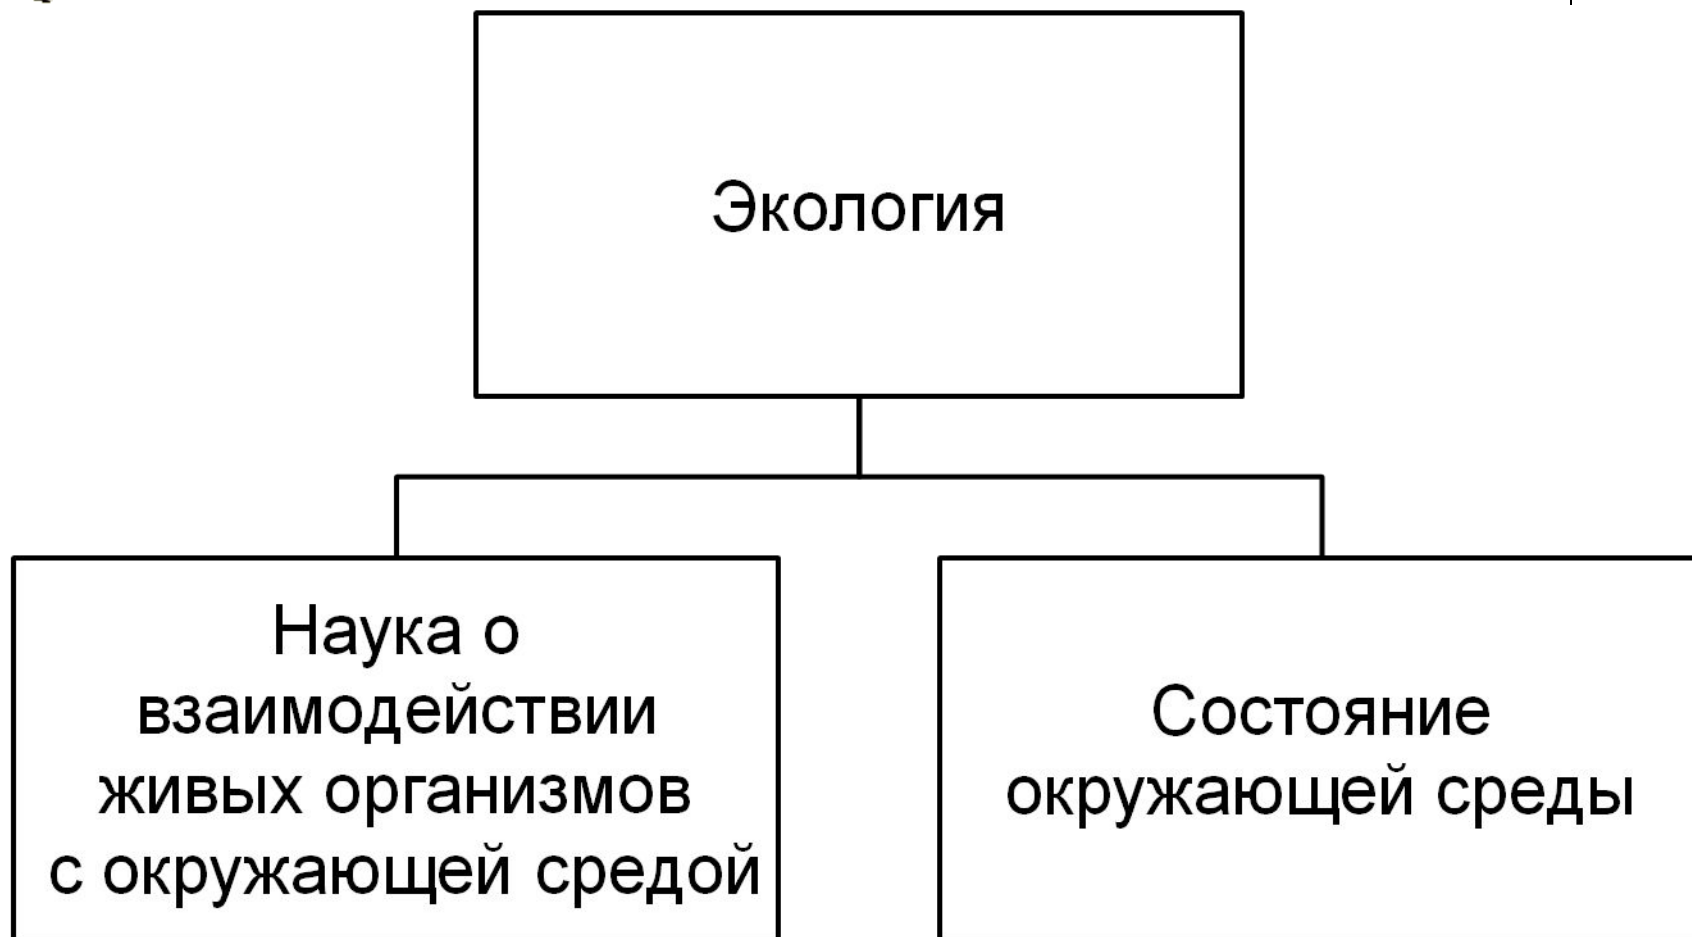 Экология
Наука о
взаимодействии
живых организмов
с окружающей средой
Состояние
окружающей среды